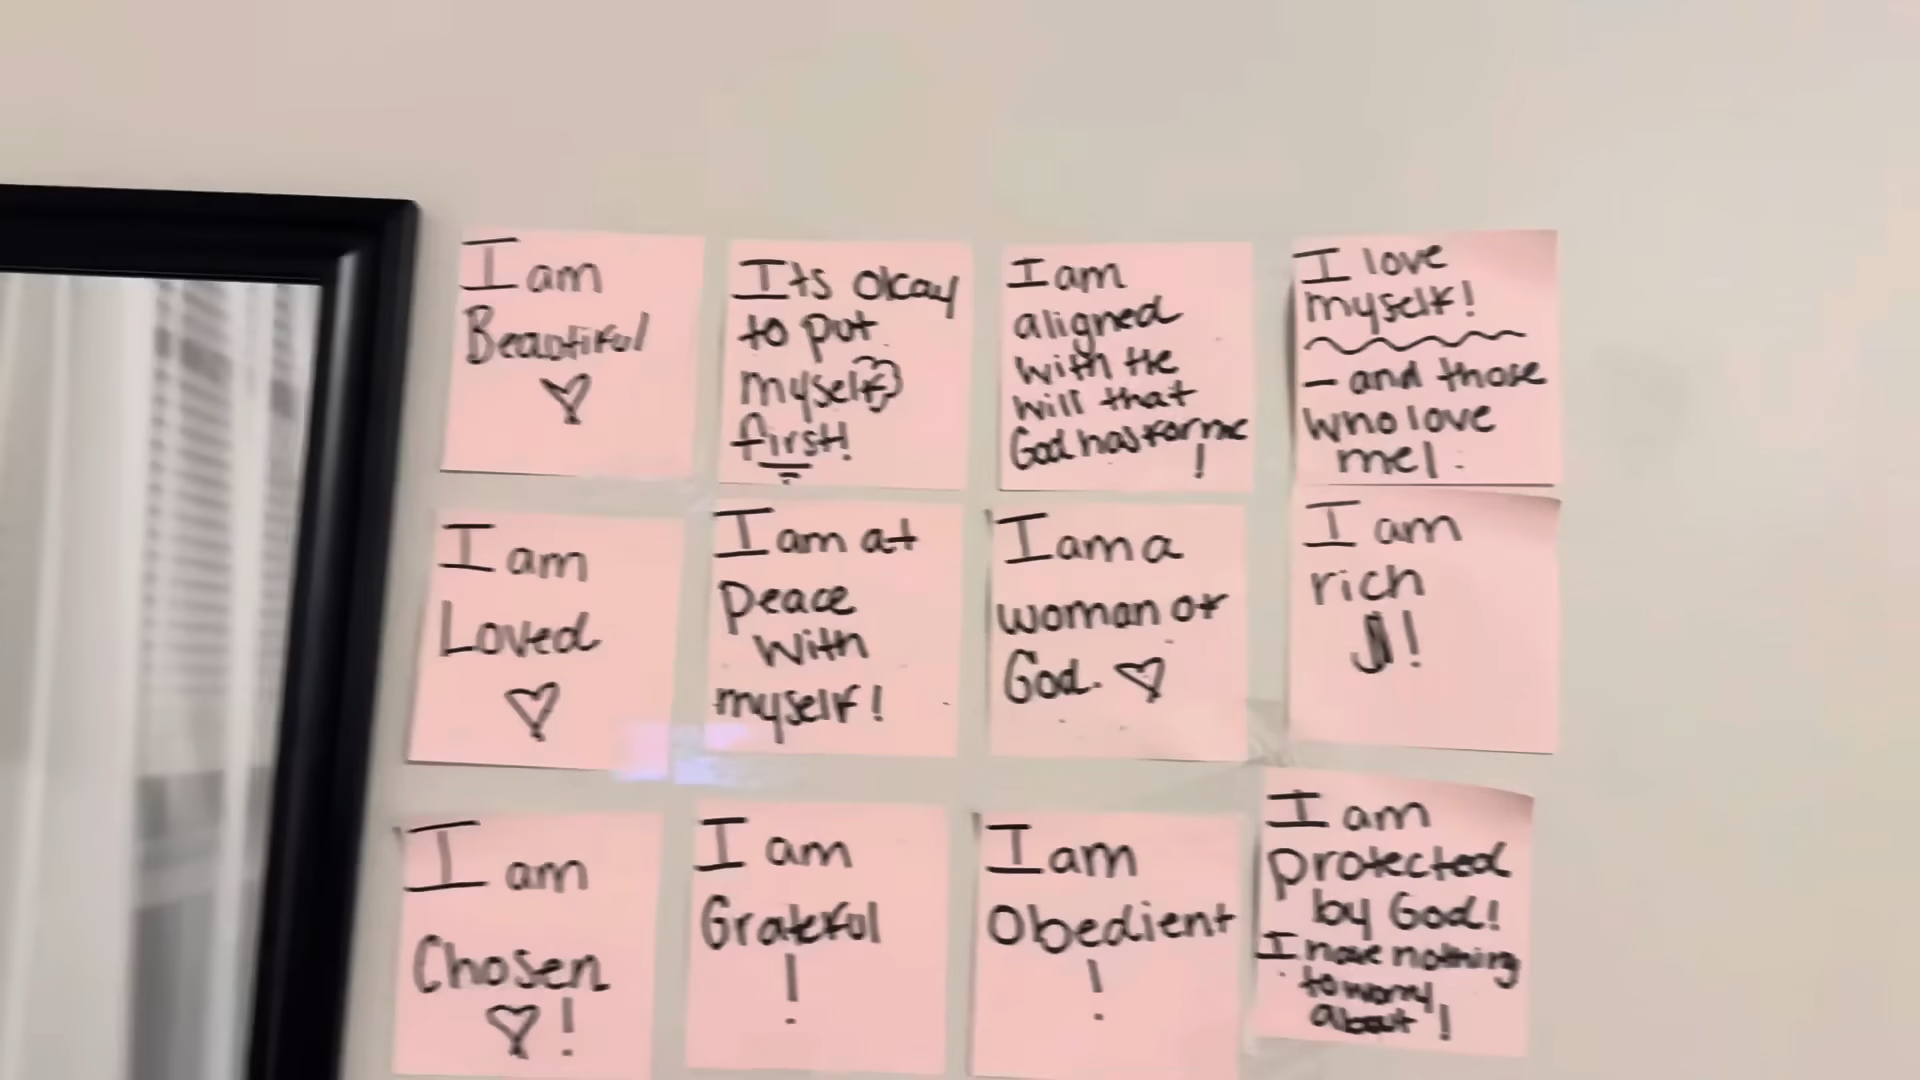 I am
Beautiful
Its okay
to put
myself
first!
I am
aligned
with the
will that
God has for me
!
I love
myself!
- and those
who love
me!
I am
Loved
I am at
peace
with
myself!
I am a
woman of
God.
I am
rich
!
I am
Chosen
!
I am
Grateful
!
I am
Obedient
!
I am
protected
by God!
I have nothing
to worry
about !